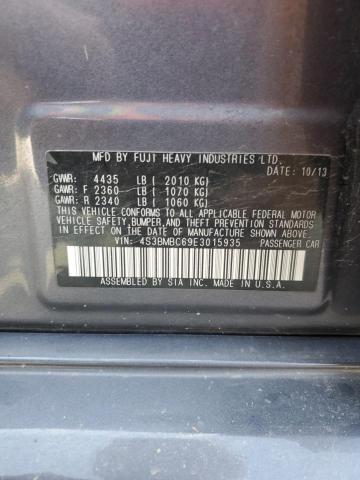 MFD BY FUJI HEAVY INDUSTRIES LTD.
DATE: 10/13
GVWR: 4435 LB ( 2010 KG)
GAWR: F 2360 LB ( 1070 KG)
GAWR: R 2340 LB ( 1060 KG)
THIS VEHICLE CONFORMS TO ALL APPLICABLE FEDERAL MOTOR
VEHICLE SAFETY, BUMPER, AND THEFT PREVENTION STANDARDS
IN EFFECT ON THE DATE OF MANUFACTURE SHOWN ABOVE.
VIN: 4S3BMBC69E3015935 PASSENGER CAR
ASSEMBLED BY SIA INC. MADE IN U.S.A.